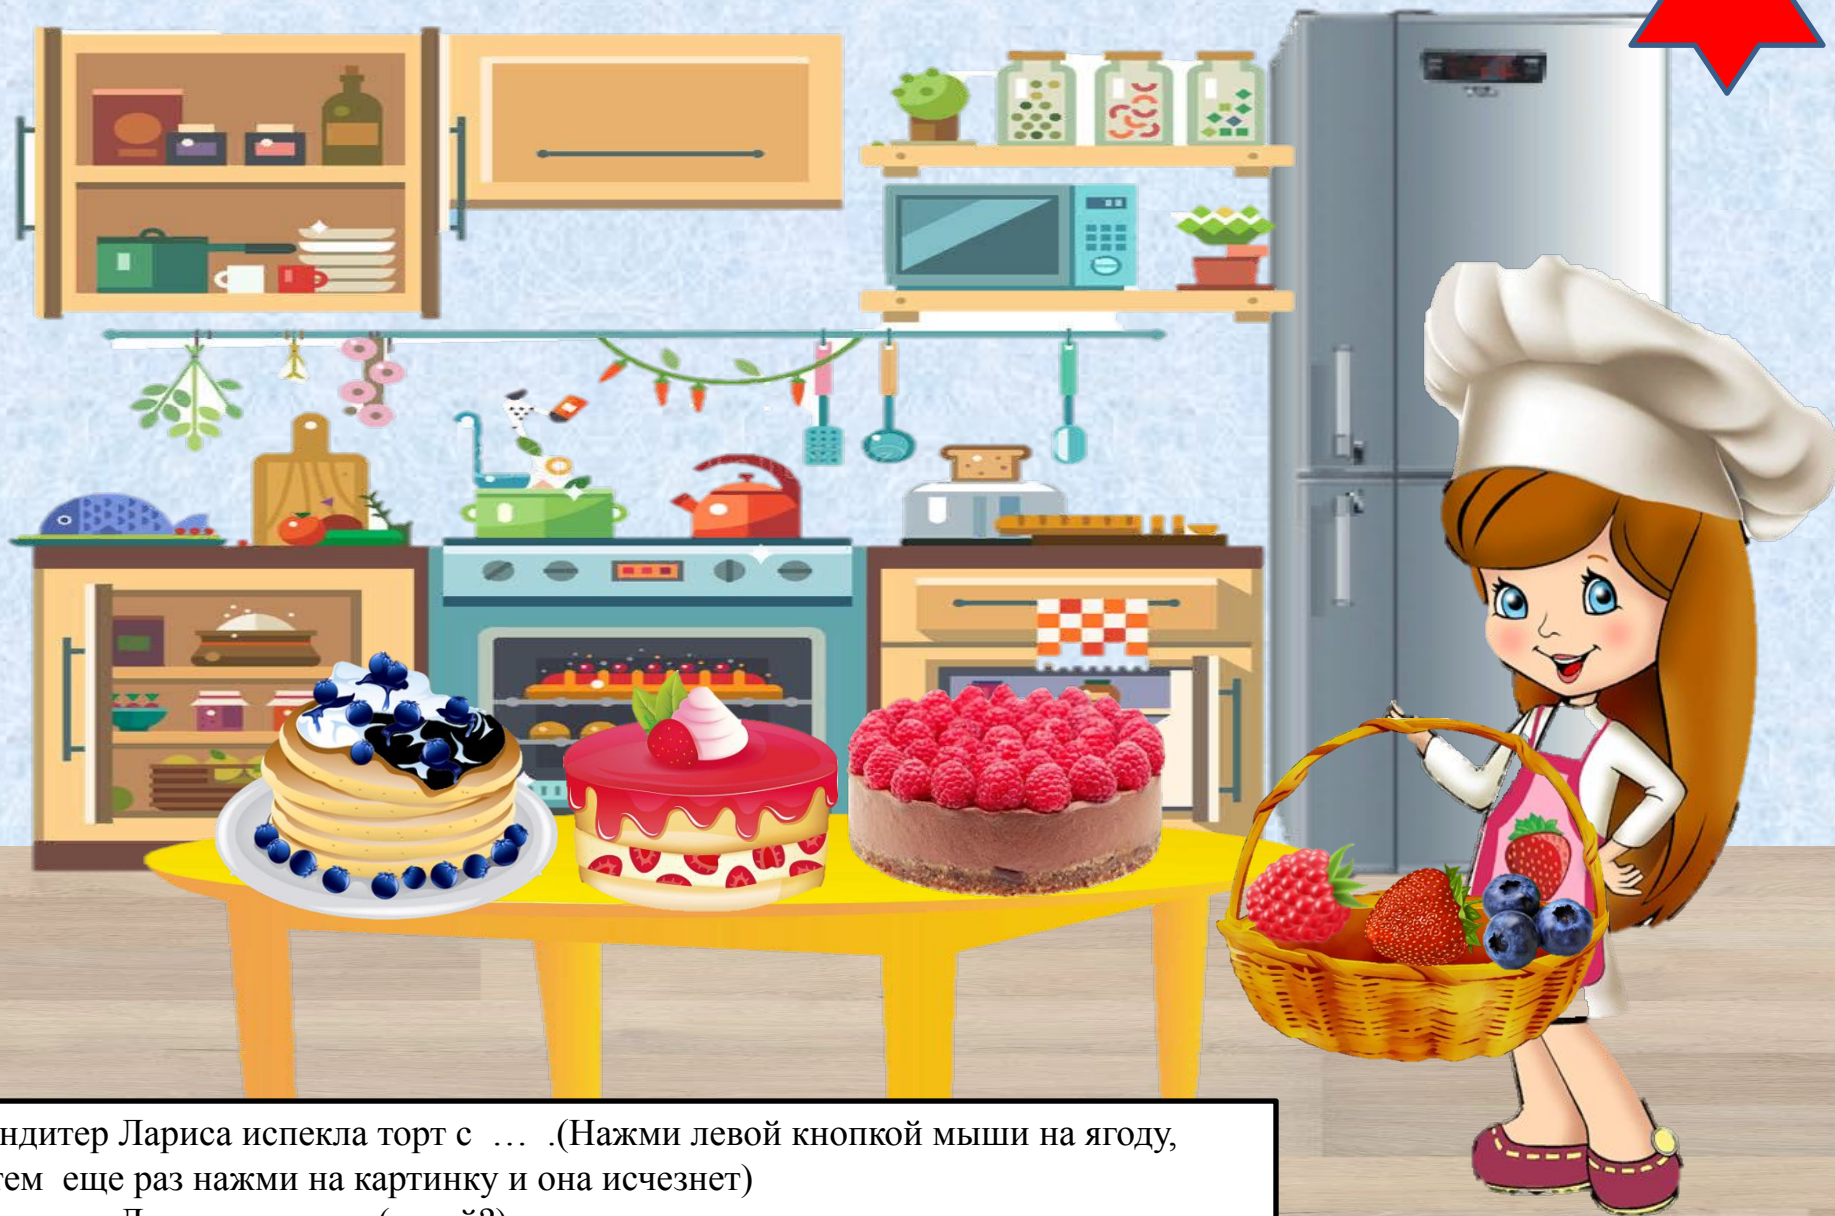 ндитер Лариса испекла торт с … .(Нажми левой кнопкой мыши на ягоду,
тем еще раз нажми на картинку и она исчезнет)